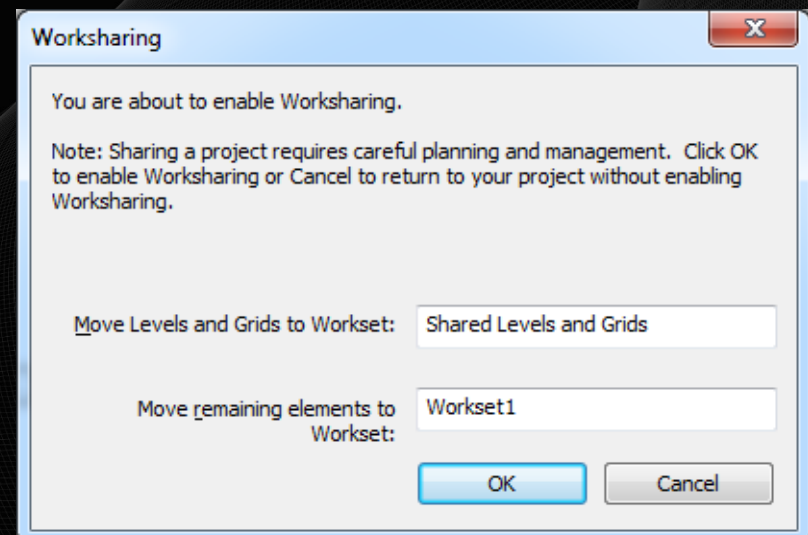 Worksharing
You are about to enable Worksharing.
Note: Sharing a project requires careful planning and management.  Click OK
to enable Worksharing or Cancel to return to your project without enabling
Worksharing.
Move Levels and Grids to Workset:
Shared Levels and Grids
Move remaining elements to
Workset:
Workset1
OK
Cancel